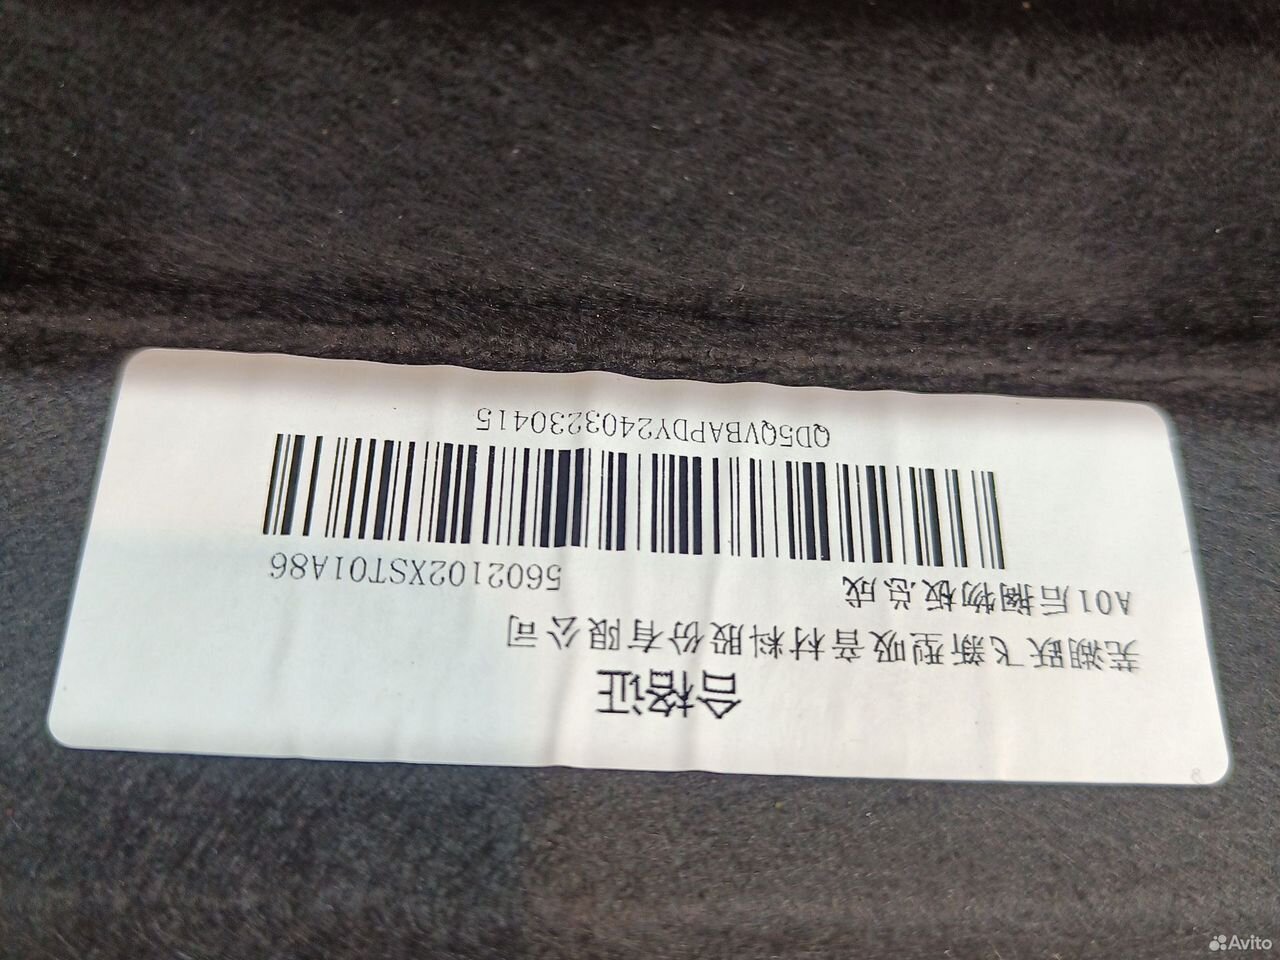 合格证
芜湖跃飞新型吸音材料股份有限公司
A01后搁物板总成 5602102XST01A86
QD5QVBAPDY2403230415
Avito